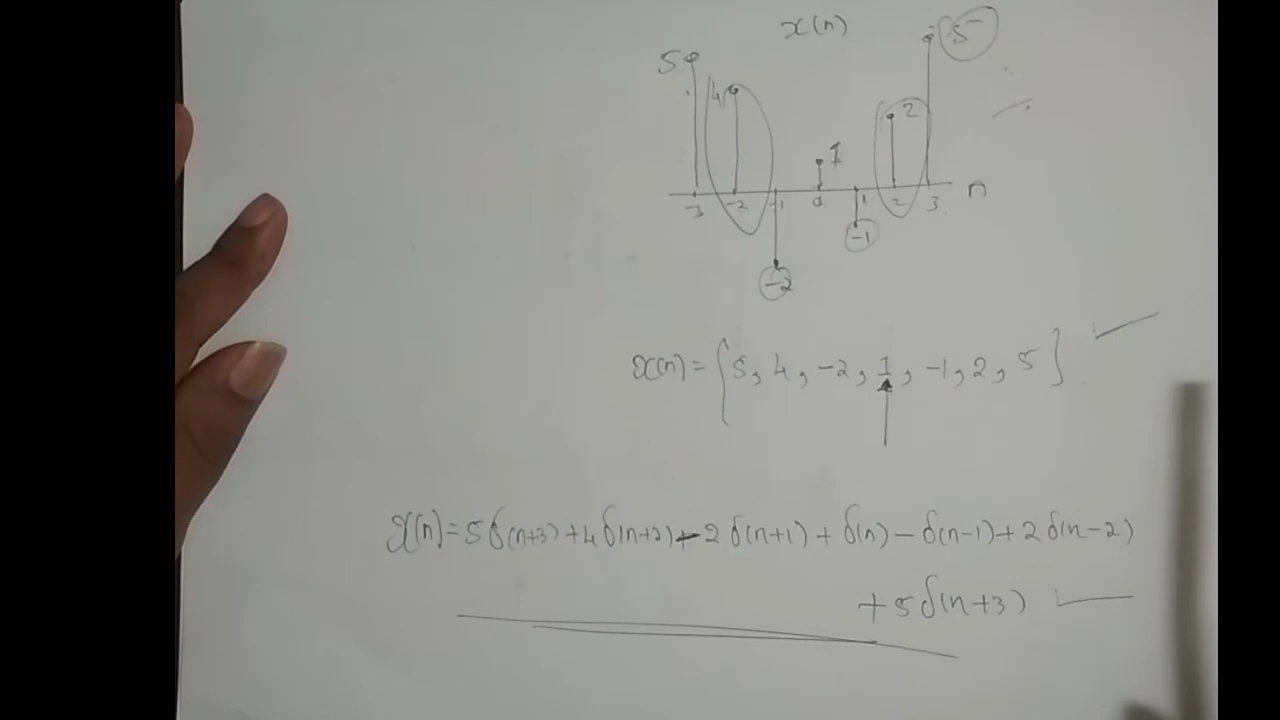 x(n)
5 4 1 2 5
-3 -2 -1 0 1 2 3 n
-2 -1
x(n) = {5, 4, -2, 1, -1, 2, 5}
x(n) = 5δ(n+3) + 4δ(n+2) - 2δ(n+1) + δ(n) - δ(n-1) + 2δ(n-2)
+ 5δ(n+3)